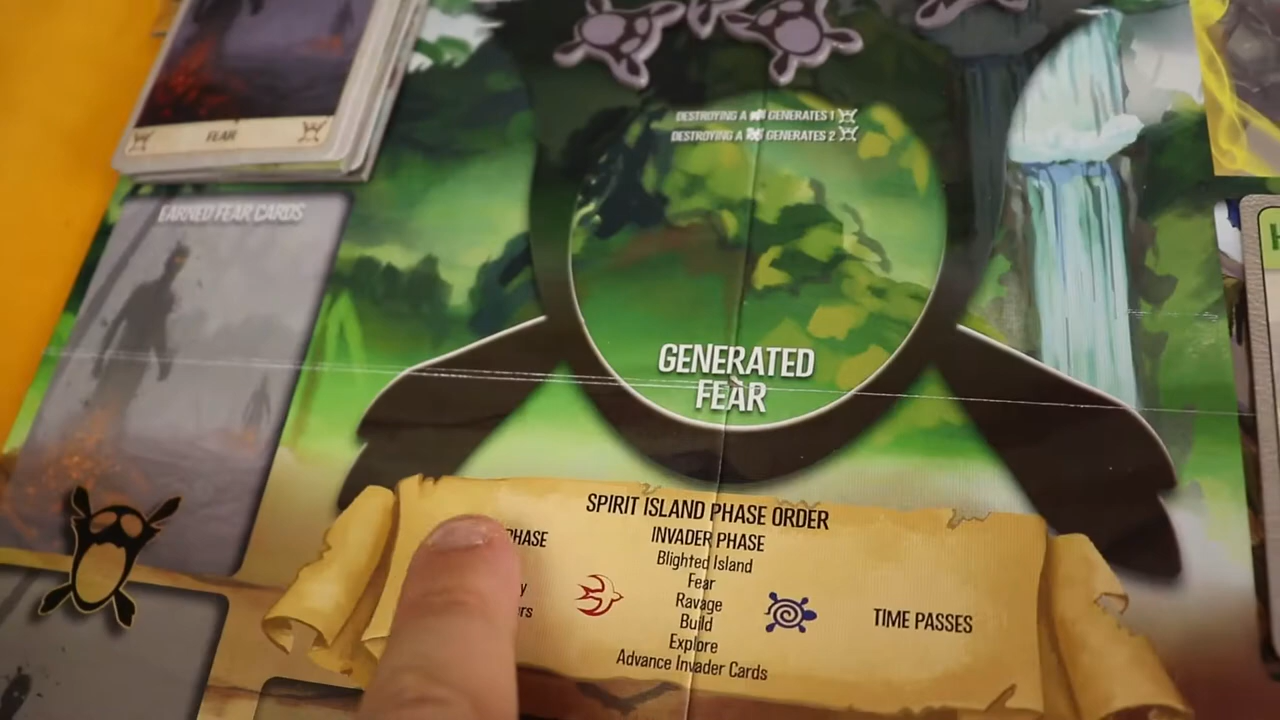 FEAR
DESTROYING A GENERATES 1
DESTROYING A GENERATES 2
EARNED FEAR CARDS
GENERATED
FEAR
SPIRIT ISLAND PHASE ORDER
PHASE
INVADER PHASE
Blighted Island
Fear
Ravage
Build
Explore
Advance Invader Cards
TIME PASSES